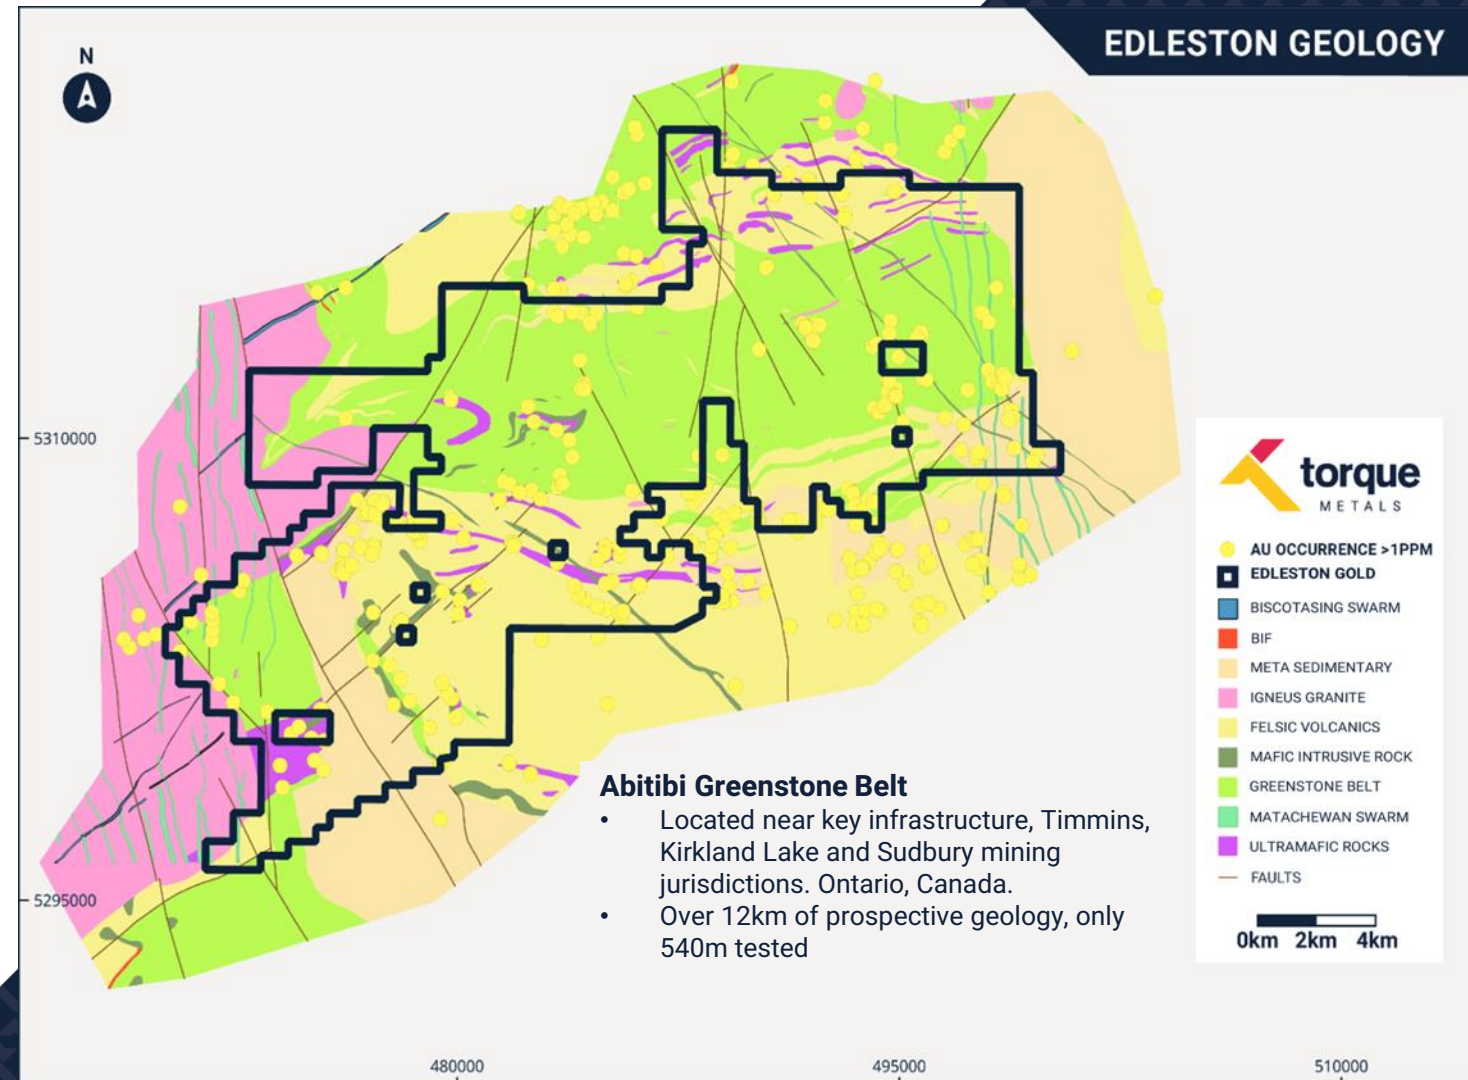 EDLESTON GEOLOGY
N
5310000
5295000
480000
495000
510000
torque
METALS
AU OCCURRENCE >1PPM
EDLESTON GOLD
BISCOTASING SWARM
BIF
META SEDIMENTARY
IGNEUS GRANITE
FELSIC VOLCANICS
MAFIC INTRUSIVE ROCK
GREENSTONE BELT
MATACHEWAN SWARM
ULTRAMAFIC ROCKS
FAULTS
0km 2km 4km
Abitibi Greenstone Belt
• Located near key infrastructure, Timmins,
Kirkland Lake and Sudbury mining
jurisdictions. Ontario, Canada.
• Over 12km of prospective geology, only
540m tested